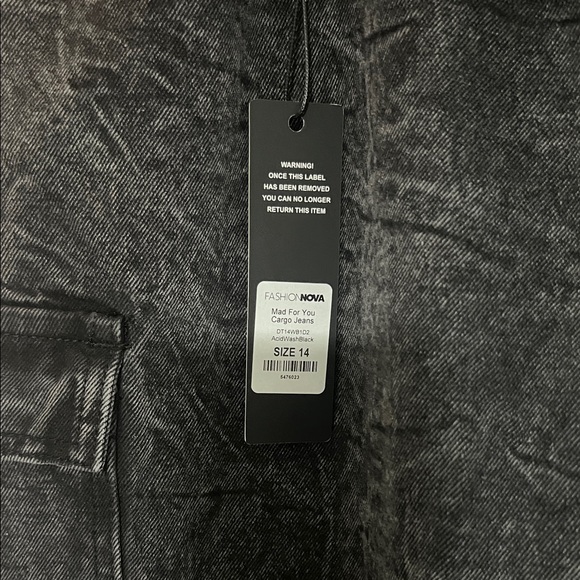 WARNING!
ONCE THIS LABEL
HAS BEEN REMOVED
YOU CAN NO LONGER
RETURN THIS ITEM
FASHIONNOVA
Mad For You
Cargo Jeans
DT14WB1D2
AcidWashBlack
SIZE 14
5476023